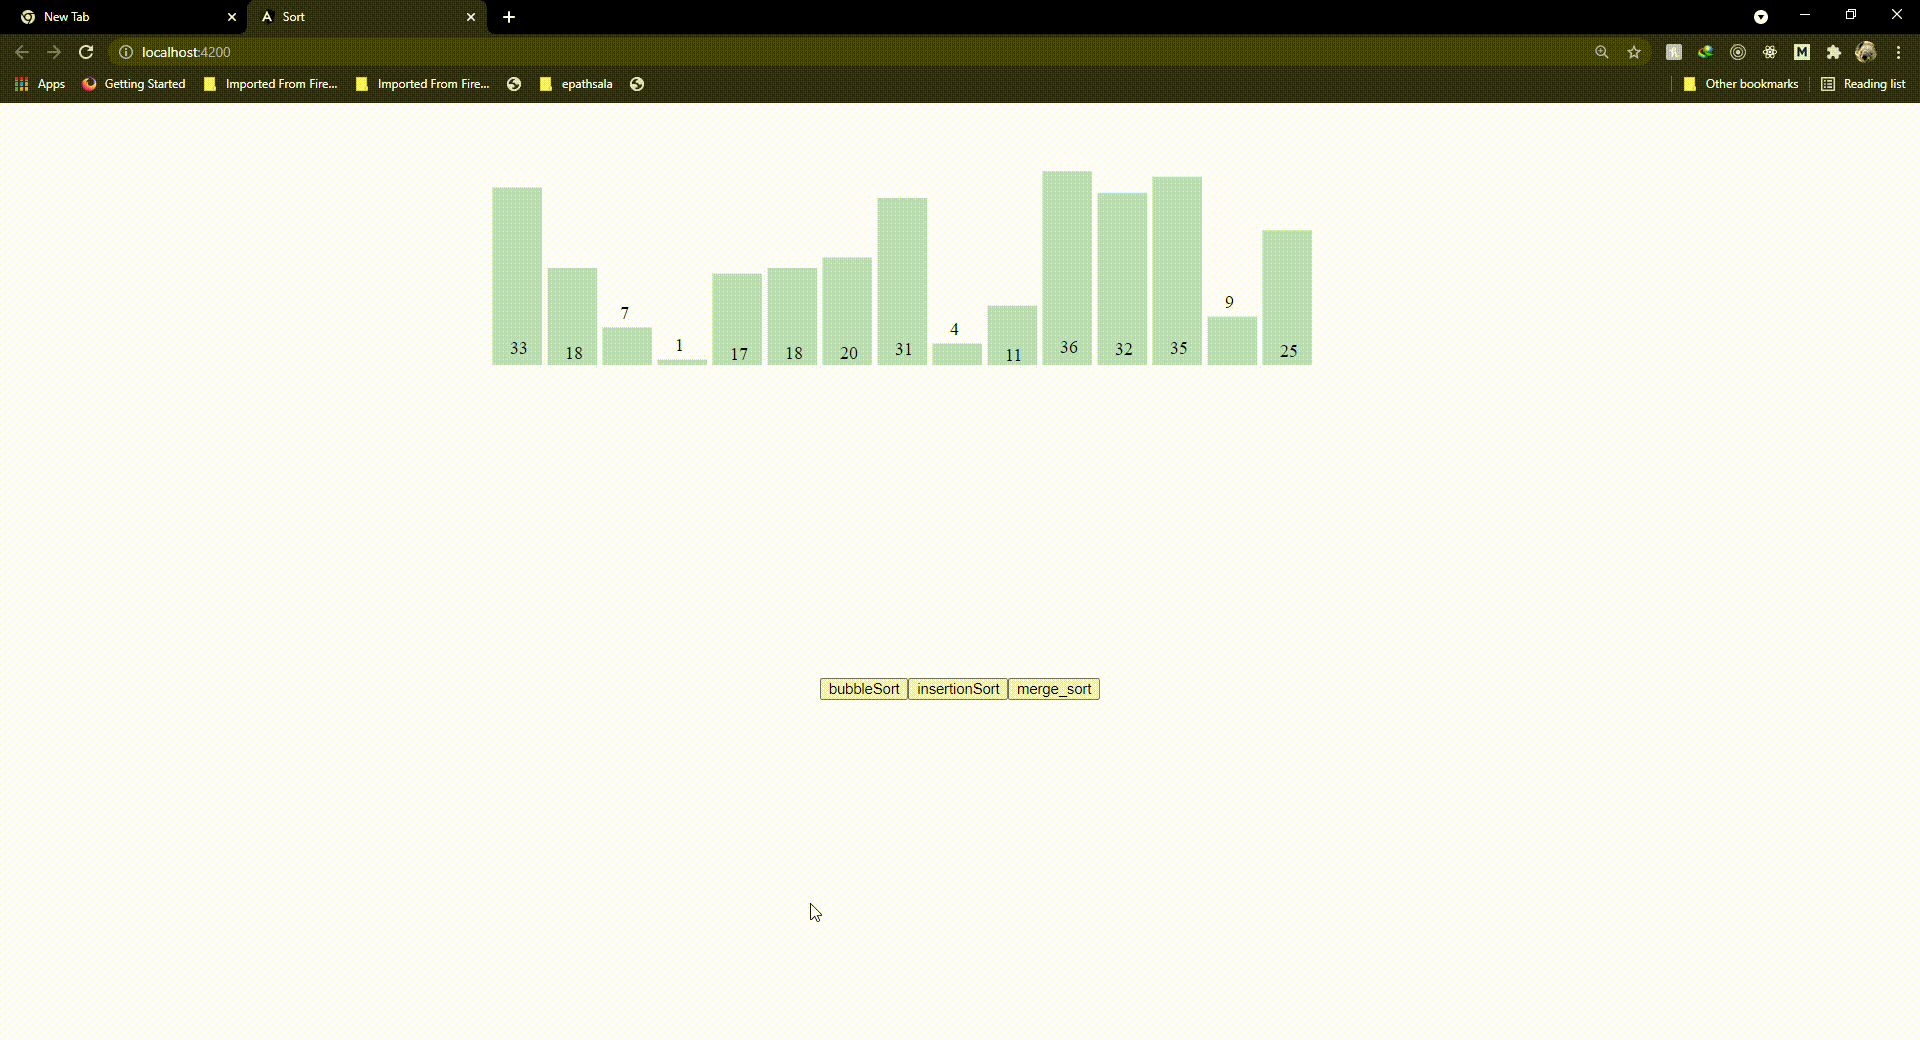 New Tab
Sort
localhost:4200
Apps Getting Started Imported From Fire... Imported From Fire... epathsala Other bookmarks Reading list
33 18 7 1 17 18 20 31 4 11 36 32 35 9 25
bubbleSort insertionSort merge_sort